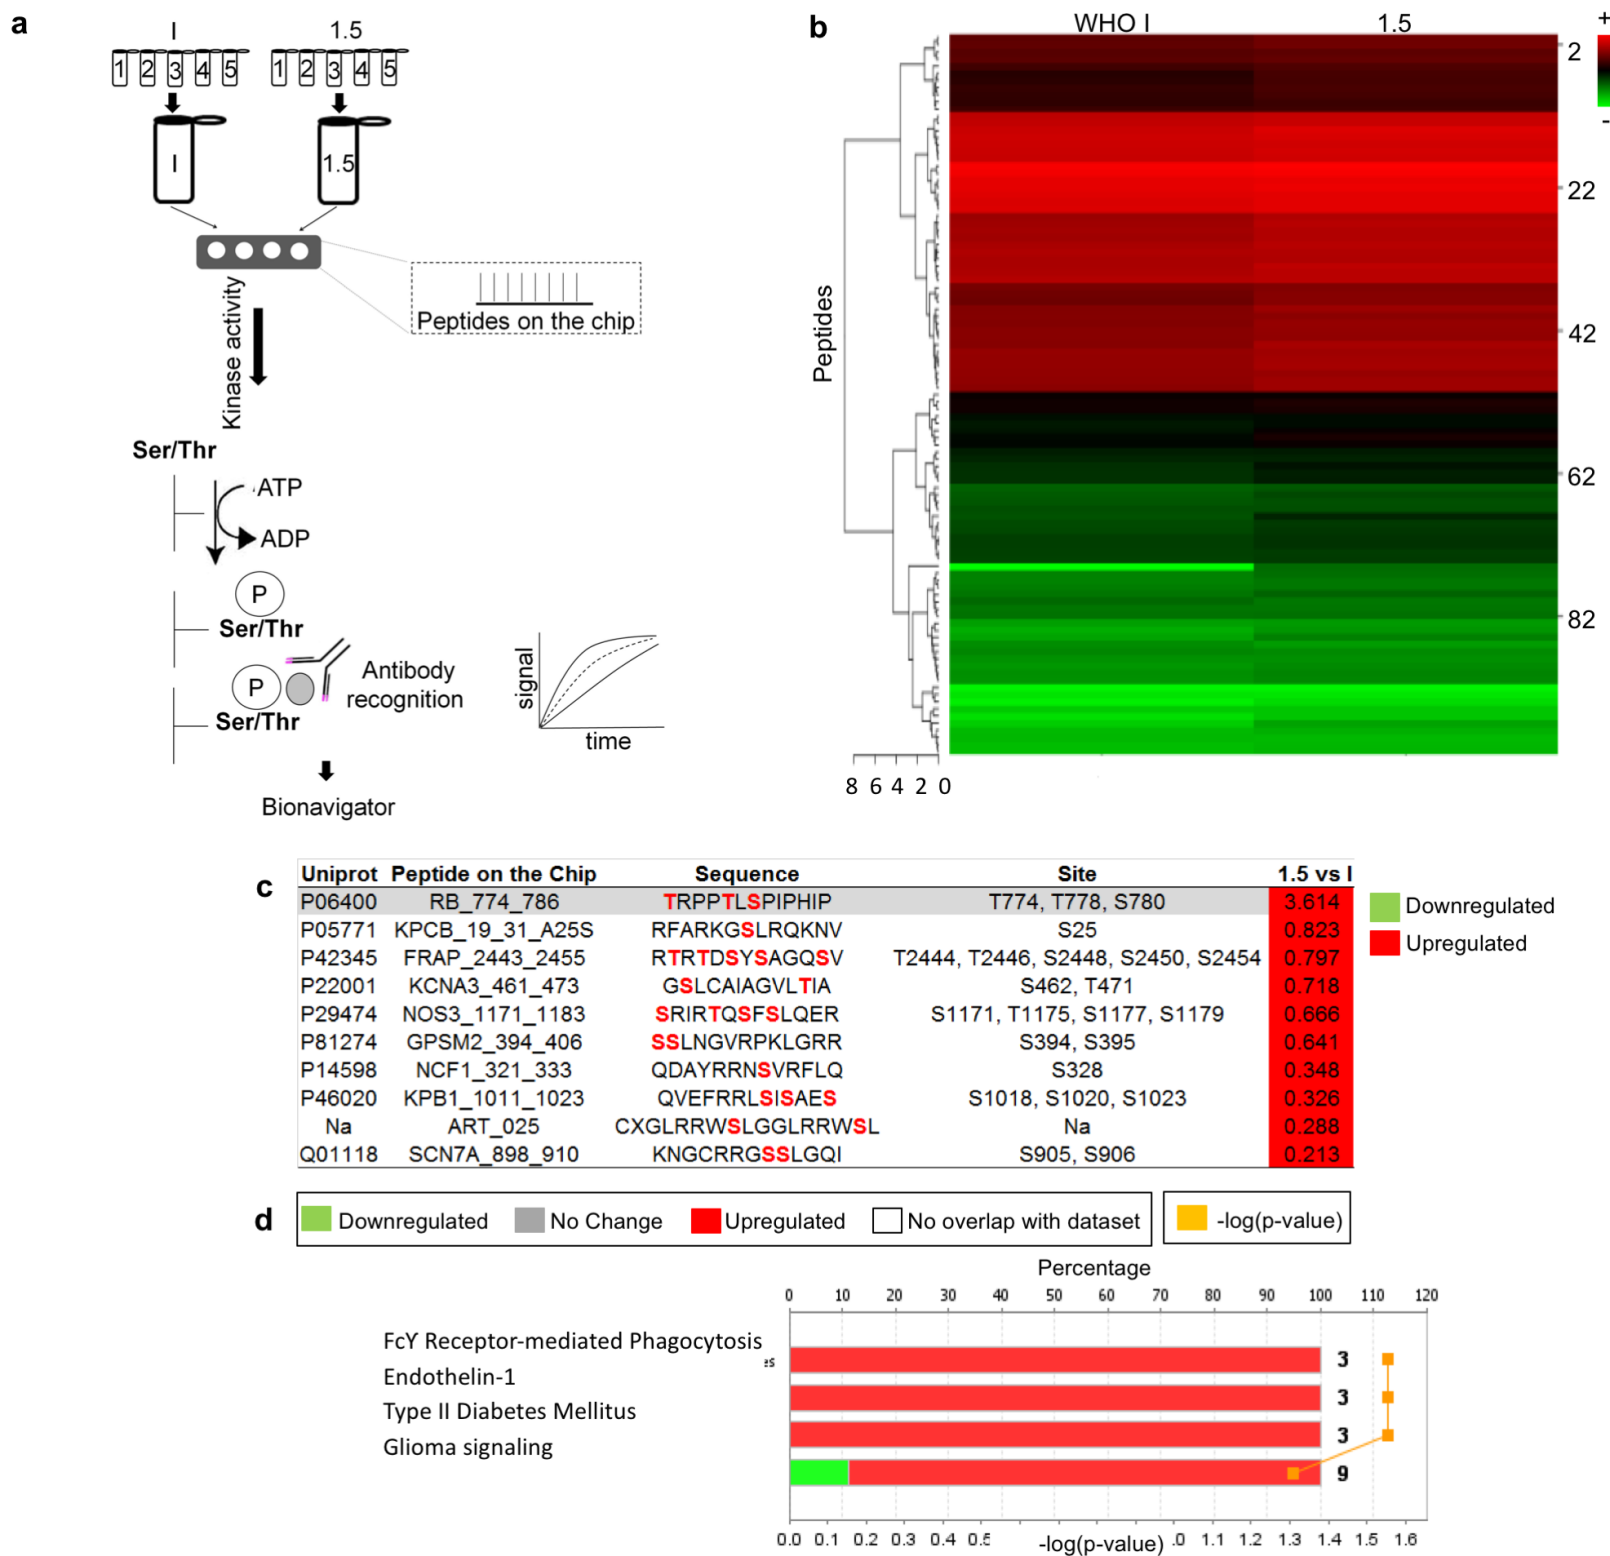 a
I 1.5
1 2 3 4 5 1 2 3 4 5
I 1.5
Peptides on the chip
Kinase activity
Ser/Thr
ATP
ADP
P
Ser/Thr
P
Ser/Thr
Antibody
recognition
signal
time
Bionavigator
b
WHO I 1.5
+
-
2
22
42
62
82
Peptides
8 6 4 2 0
c
Uniprot Peptide on the Chip Sequence Site 1.5 vs I
P06400 RB_774_786 TRPPTLSPIPHIP T774, T778, S780 3.614
P05771 KPCB_19_31_A25S RFARKGSLRQKNV S25 0.823
P42345 FRAP_2443_2455 RTRTDSYSAGQSV T2444, T2446, S2448, S2450, S2454 0.797
P22001 KCNA3_461_473 GSLCAIAGVLTIA S462, T471 0.718
P29474 NOS3_1171_1183 SRIRTQSFSLQER S1171, T1175, S1177, S1179 0.666
P81274 GPSM2_394_406 SSLNGVRPKLGRR S394, S395 0.641
P14598 NCF1_321_333 QDAYRRNSVRFLQ S328 0.348
P46020 KPB1_1011_1023 QVEFRRLSISAES S1018, S1020, S1023 0.326
Na ART_025 CXGLRRWSLGGLRRWSL Na 0.288
Q01118 SCN7A_898_910 KNGCRRGSSLGQI S905, S906 0.213
Downregulated
Upregulated
d
Downregulated No Change Upregulated No overlap with dataset -log(p-value)
Percentage
0 10 20 30 40 50 60 70 80 90 100 110 120
FcY Receptor-mediated Phagocytosis
es
3
Endothelin-1
3
Type II Diabetes Mellitus
3
Glioma signaling
9
0.0 0.1 0.2 0.3 0.4 0.5 -log(p-value) .0 1.1 1.2 1.3 1.4 1.5 1.6